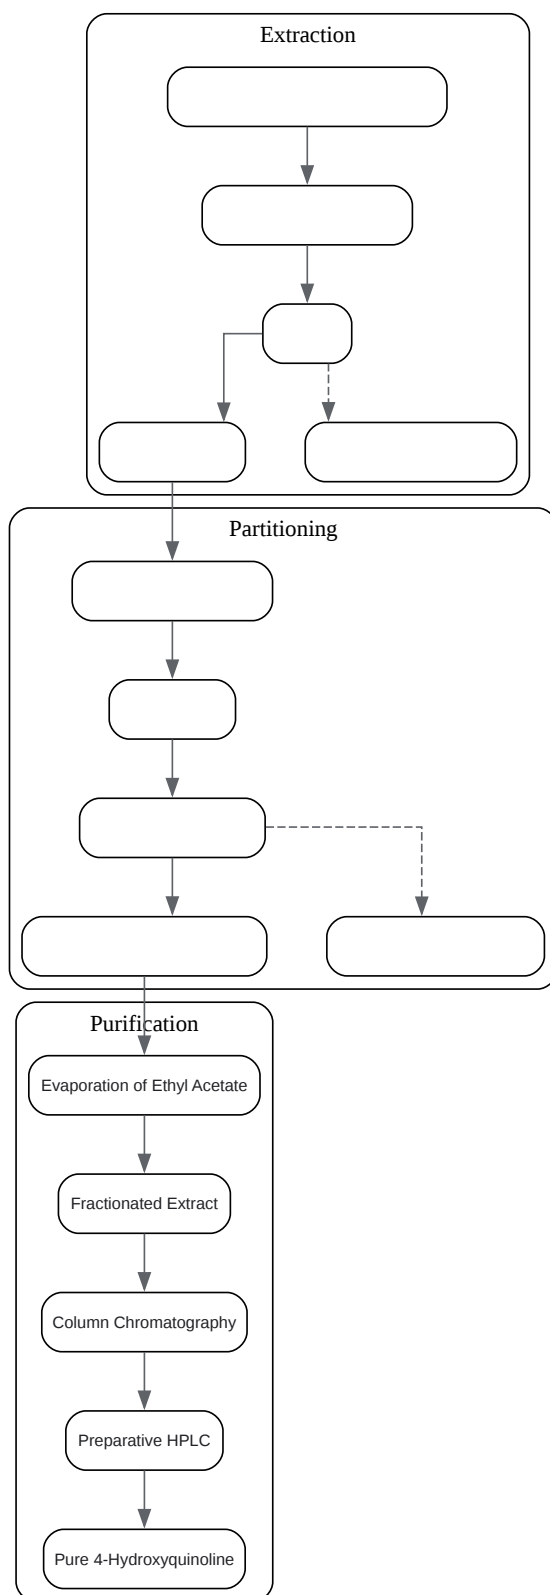 Extraction
Partitioning
Purification
Evaporation of Ethyl Acetate
Fractionated Extract
Column Chromatography
Preparative HPLC
Pure 4-Hydroxyquinoline